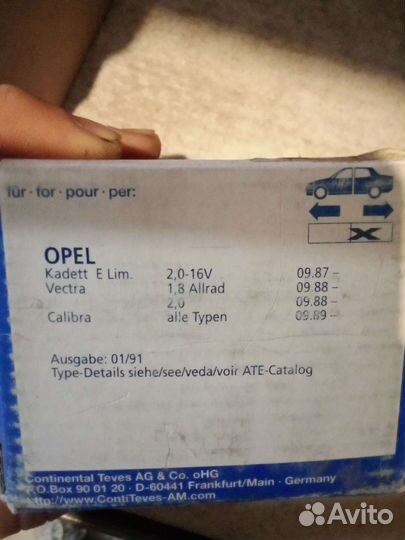 für · for · pour · per:
X
OPEL
Kadett E Lim. 2,0-16V 09.87 –
Vectra 1,8 Allrad 09.88 –
2,0 09.88 –
Calibra alle Typen 09.89 –
Ausgabe: 01/91
Type-Details siehe/see/veda/voir ATE-Catalog
Continental Teves AG & Co. oHG
P.O.Box 90 01 20 · D-60441 Frankfurt/Main · Germany
http://www.ContiTeves-AM.com
Avito